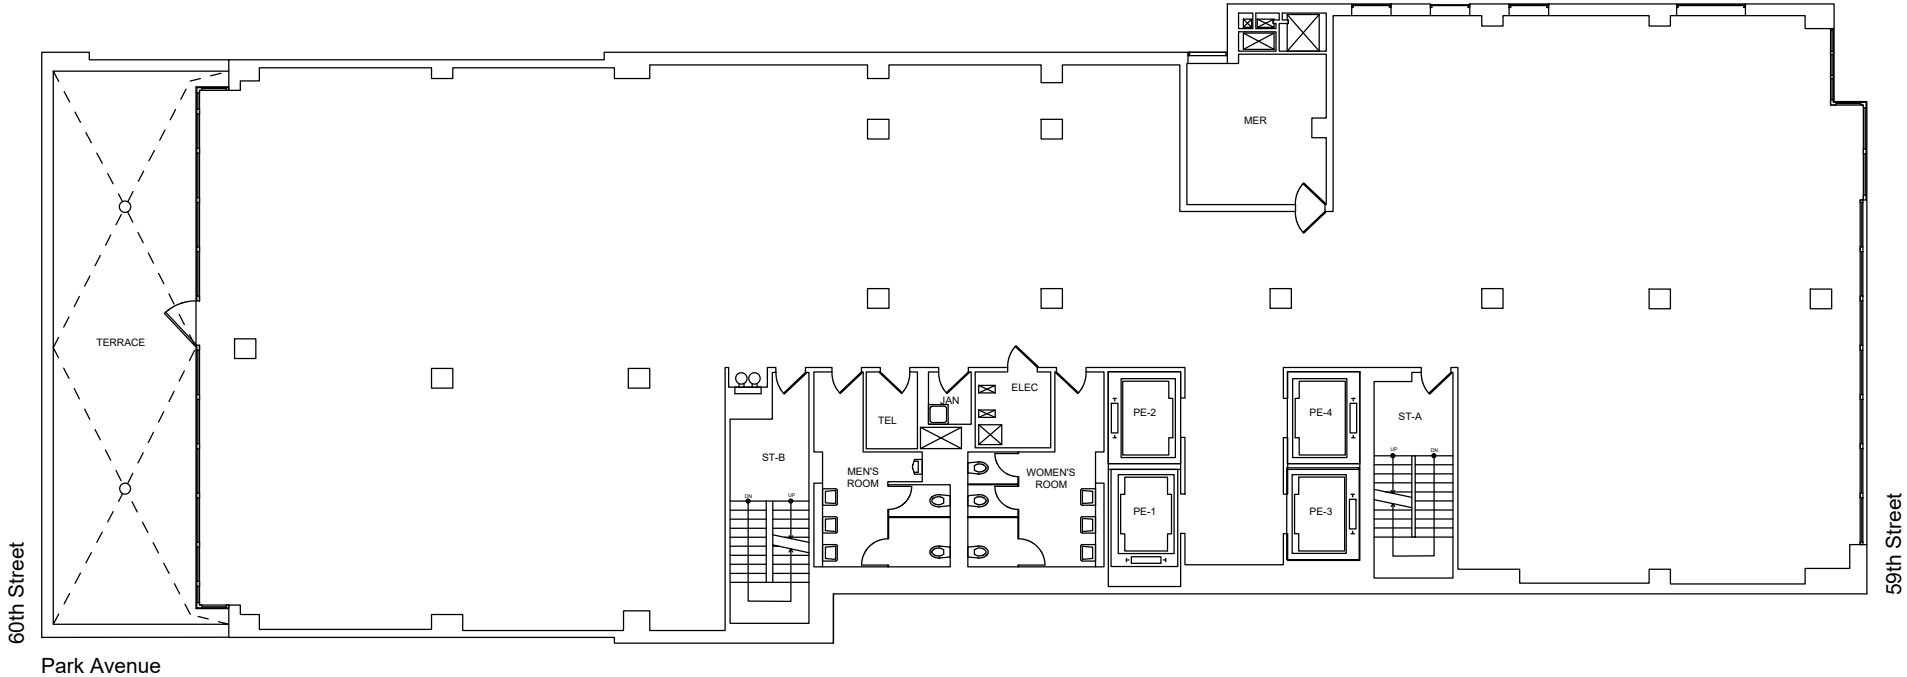 MER
TERRACE
ELEC
JAN
TEL
PE-2
PE-4
ST-A
ST-B
MEN'S
ROOM
WOMEN'S
ROOM
PE-1
PE-3
UP
DN
DN
UP
60th Street
59th Street
Park Avenue